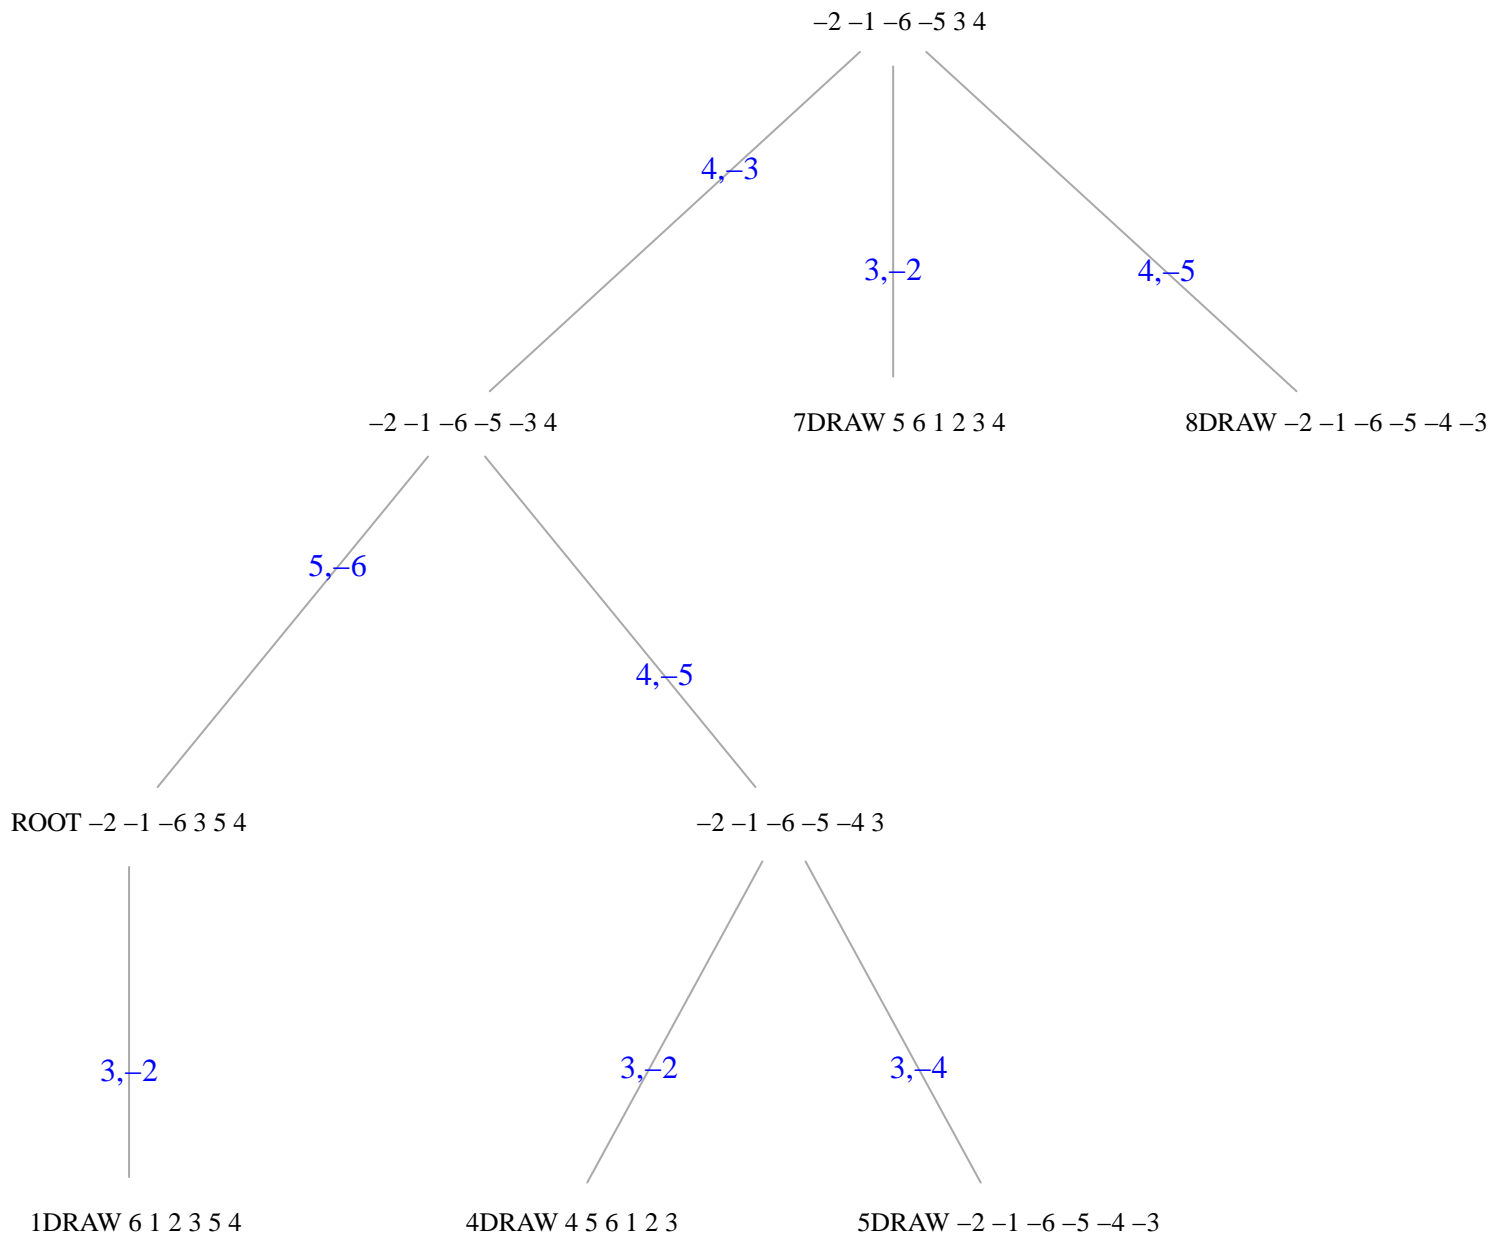 –2 –1 –6 –5 3 4
4,–3
3,–2
4,–5
–2 –1 –6 –5 –3 4
7DRAW 5 6 1 2 3 4
8DRAW –2 –1 –6 –5 –4 –3
5,–6
4,–5
ROOT –2 –1 –6 3 5 4
–2 –1 –6 –5 –4 3
3,–2
3,–2
3,–4
1DRAW 6 1 2 3 5 4
4DRAW 4 5 6 1 2 3
5DRAW –2 –1 –6 –5 –4 –3